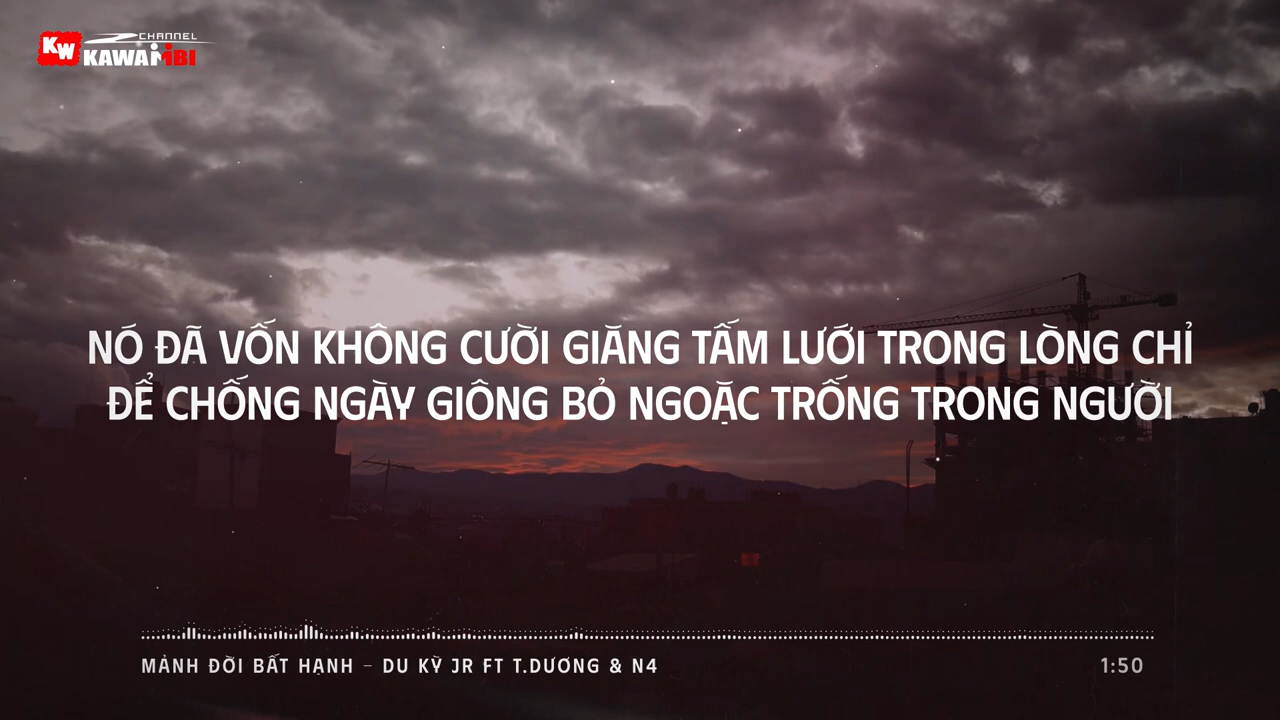 KW CHANNEL
KAWAIIBI
NÓ ĐÃ VỐN KHÔNG CƯỜI GIĂNG TẤM LƯỚI TRONG LÒNG CHỈ
ĐỂ CHỐNG NGÀY GIÔNG BỎ NGOẶC TRỐNG TRONG NGƯỜI
MẢNH ĐỜI BẤT HẠNH – DU KỲ JR FT T.DƯƠNG & N4
1:50